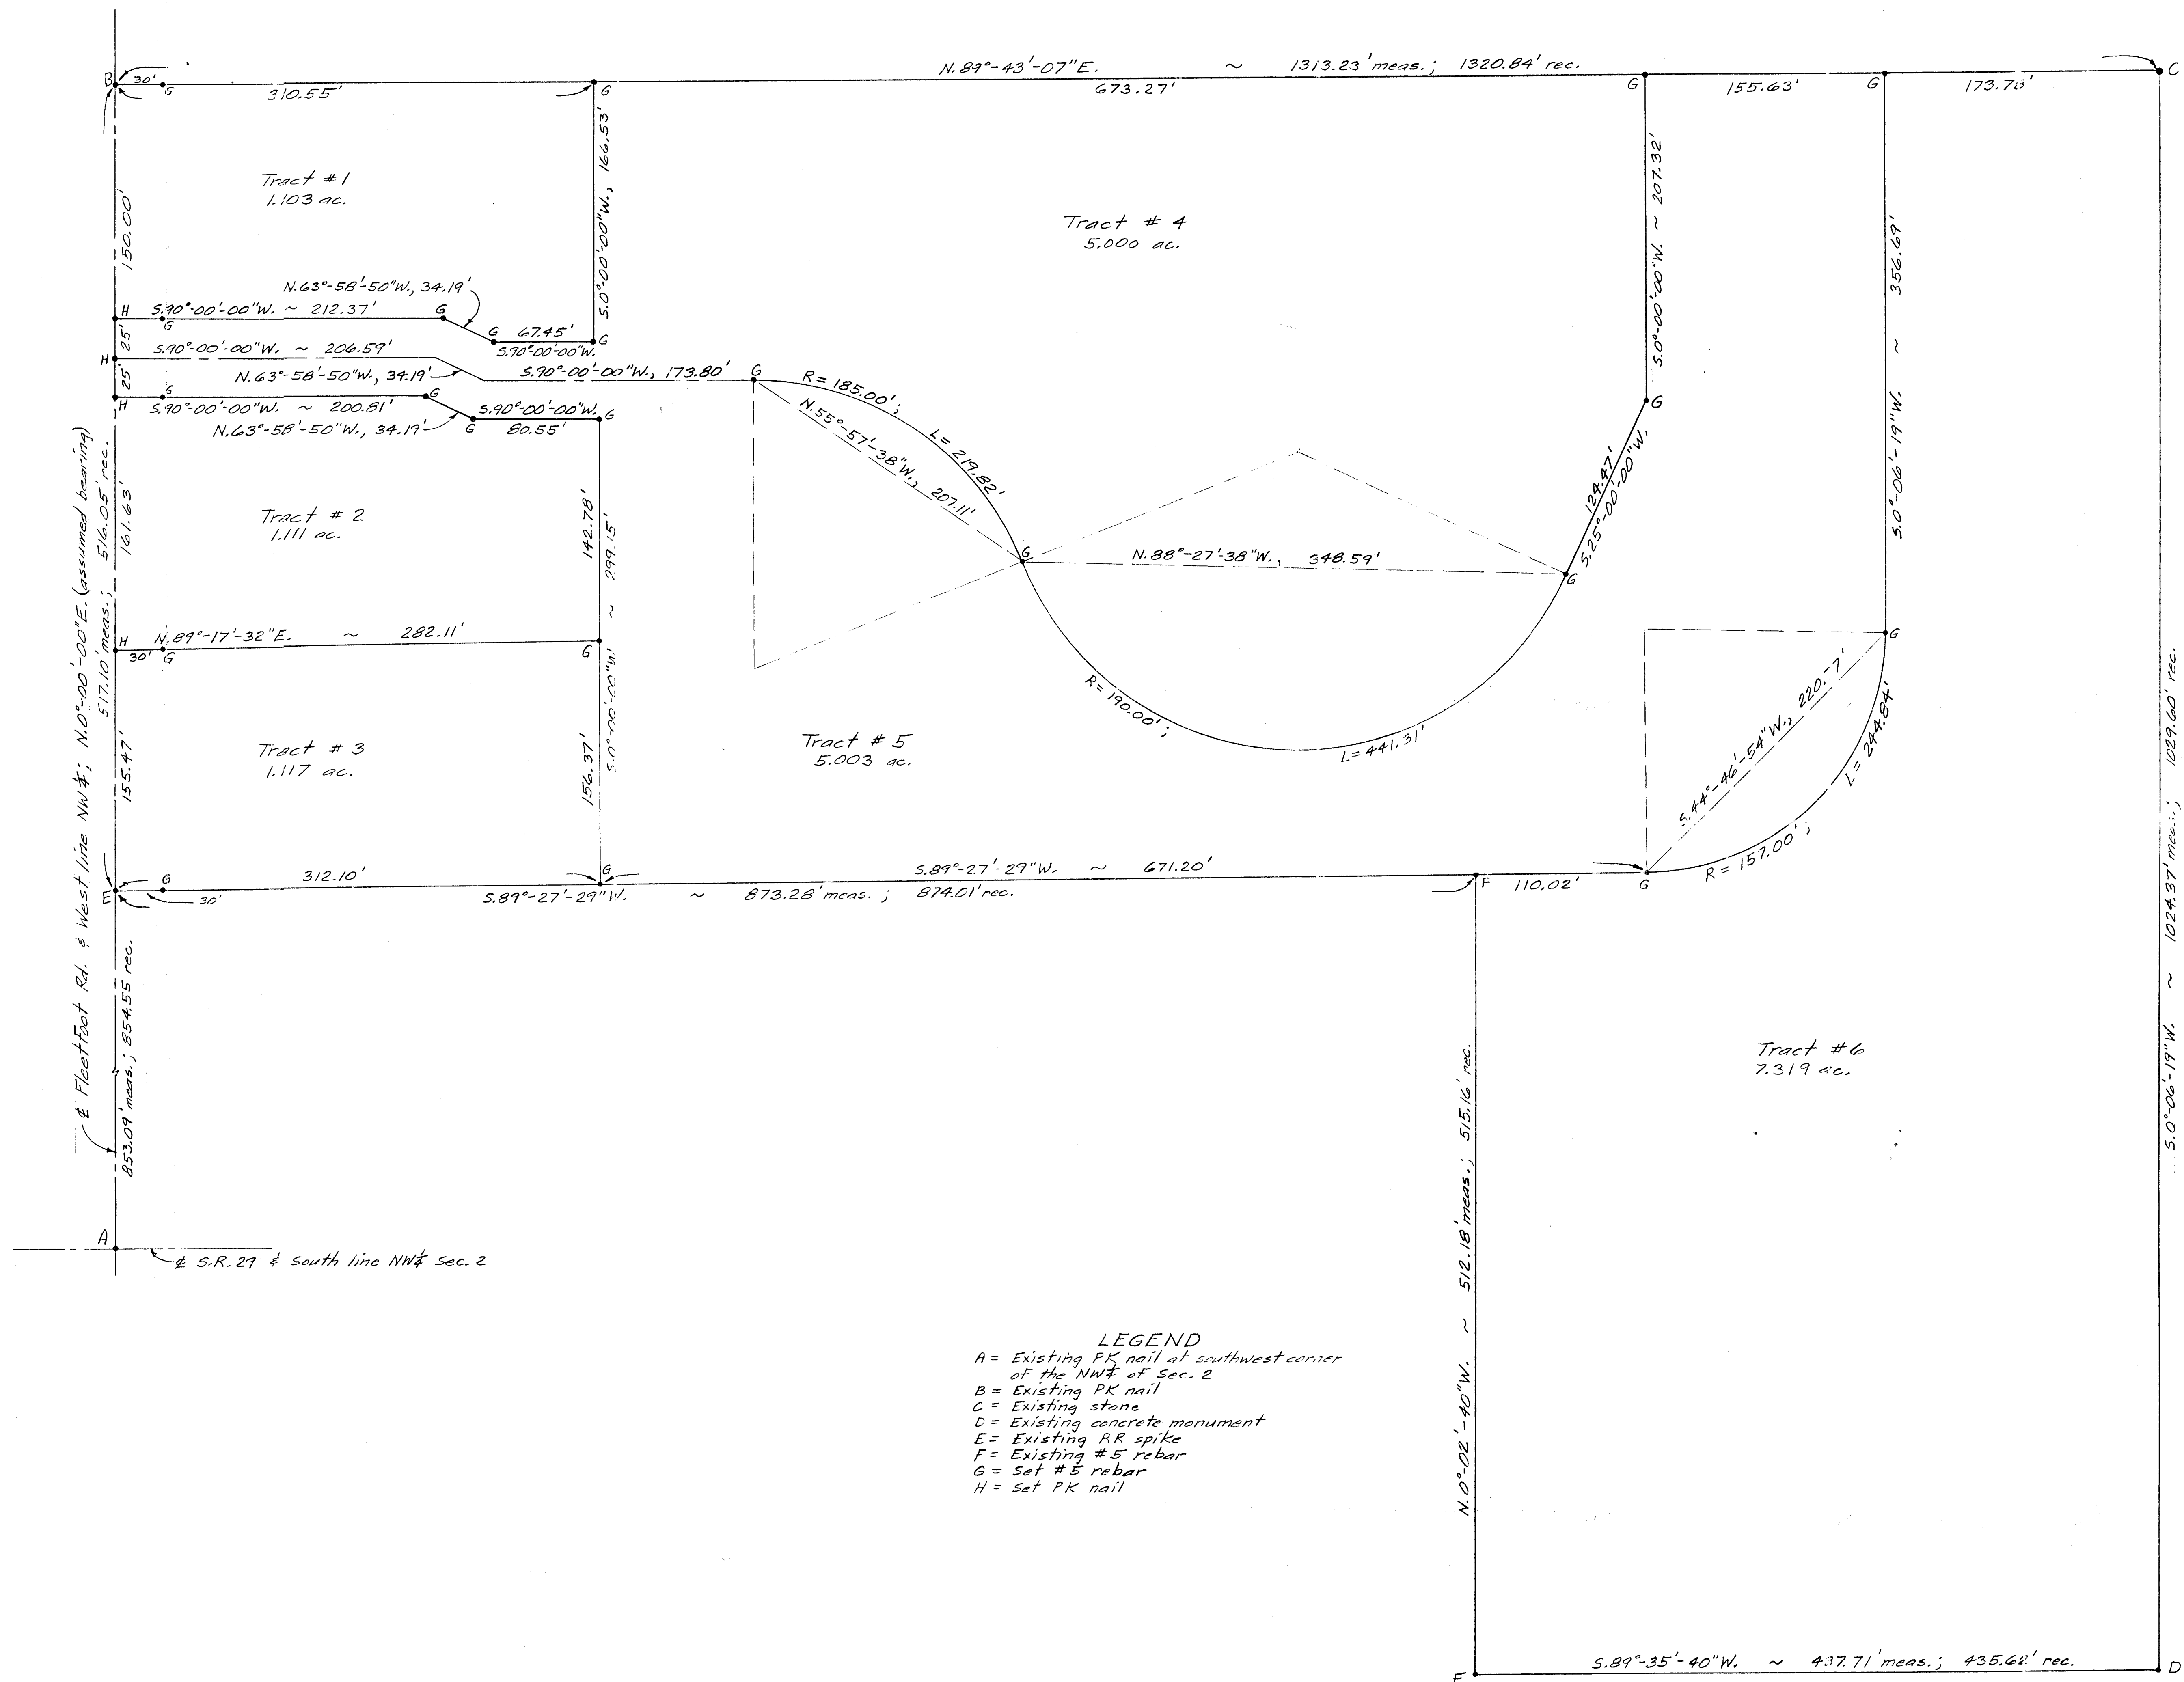 N.89°-43'-07"E. ~ 1313.23' meas.; 1320.84' rec.
B
30'
G
310.55'
G
673.27'
G
155.63'
G
173.78'
C
Tract #1
1.103 ac.
150.00'
S.0°-00'-00"W., 166.53'
Tract # 4
5.000 ac.
S.0°-00'-00"W. ~ 207.32'
S.0°-06'-19"W. ~ 356.69'
N.63°-58'-50"W., 34.19'
H
S.90°-00'-00"W. ~ 212.37'
G
G
G
67.45'
G
S.90°-00'-00"W.
25'
H
S.90°-00'-00"W. ~ 206.59'
N.63°-58'-50"W., 34.19'
S.90°-00'-00"W., 173.80'
G
25'
H
G
S.90°-00'-00"W. ~ 200.81'
G
N.63°-58'-50"W., 34.19'
G
S.90°-00'-00"W.
80.55'
G
R= 185.00';
L= 219.82'
N.55°-57'-38"W., 207.11'
G
G
124.47'
S.25°-00'-00"W.
N.88°-27'-38"W., 348.59'
G
R= 190.00';
L=441.31'
Tract # 2
1.111 ac.
161.63'
142.78'
S.0°-00'-00"W. ~ 299.15'
H
N.89°-17'-32"E. ~ 282.11'
30'
G
G
Tract # 3
1.117 ac.
155.47'
156.37'
Tract # 5
5.003 ac.
G
S.44°-46'-54"W., 220.77'
L= 244.84'
R= 157.00';
E
G
30'
312.10'
G
S.89°-27'-29"W. ~ 671.20'
S.89°-27'-29"W. ~ 873.28' meas.; 874.01' rec.
F
110.02'
G
℄ Fleetfoot Rd. & West line NW¼; N.0°-00'-00"E. (assumed bearing)
517.10' meas.; 516.05' rec.
853.09' meas.; 854.55 rec.
A
℄ S.R. 29 & South line NW¼ Sec. 2
N.0°-02'-40"W. ~ 512.18' meas.; 515.16' rec.
Tract #6
7.319 ac.
S.0°-06'-19"W. ~ 1024.37' meas.; 1029.60' rec.
LEGEND
A = Existing PK nail at southwest corner
of the NW¼ of Sec. 2
B = Existing PK nail
C = Existing stone
D = Existing concrete monument
E = Existing RR spike
F = Existing #5 rebar
G = Set #5 rebar
H = Set PK nail
F
S.89°-35'-40"W. ~ 437.71' meas.; 435.62' rec.
D